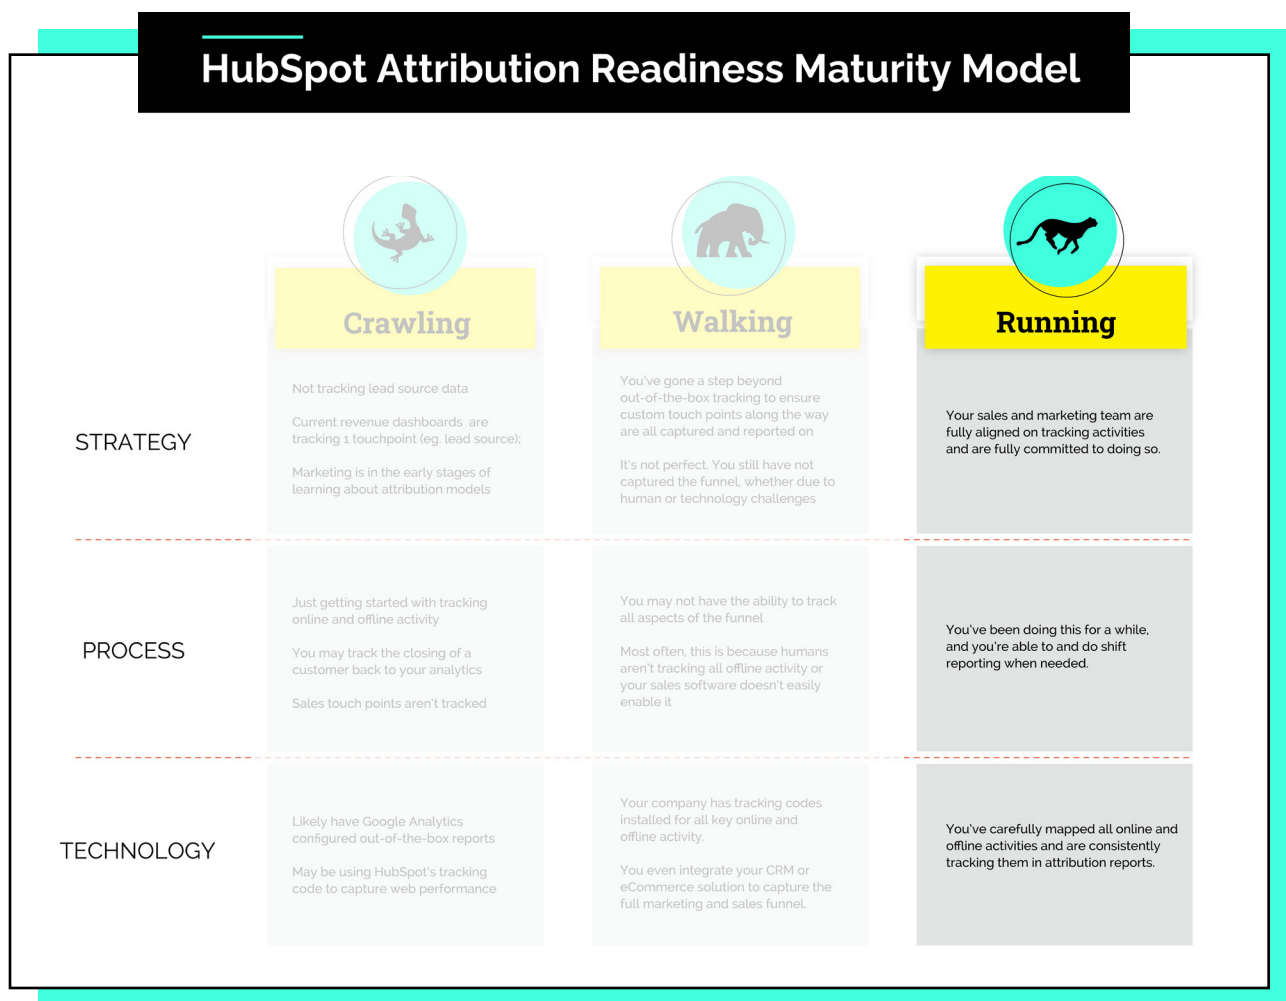 HubSpot Attribution Readiness Maturity Model
Crawling
Walking
Running
STRATEGY
Not tracking lead source data
Current revenue dashboards are
tracking 1 touchpoint (eg. lead source);
Marketing is in the early stages of
learning about attribution models
You've gone a step beyond
out-of-the-box tracking to ensure
custom touch points along the way
are all captured and reported on
It's not perfect. You still have not
captured the funnel, whether due to
human or technology challenges
Your sales and marketing team are
fully aligned on tracking activities
and are fully committed to doing so.
PROCESS
Just getting started with tracking
online and offline activity
You may track the closing of a
customer back to your analytics
Sales touch points aren't tracked
You may not have the ability to track
all aspects of the funnel
Most often, this is because humans
aren't tracking all offline activity or
your sales software doesn't easily
enable it
You've been doing this for a while,
and you're able to and do shift
reporting when needed.
TECHNOLOGY
Likely have Google Analytics
configured out-of-the-box reports
May be using HubSpot's tracking
code to capture web performance
Your company has tracking codes
installed for all key online and
offline activity.
You even integrate your CRM or
eCommerce solution to capture the
full marketing and sales funnel.
You've carefully mapped all online and
offline activities and are consistently
tracking them in attribution reports.